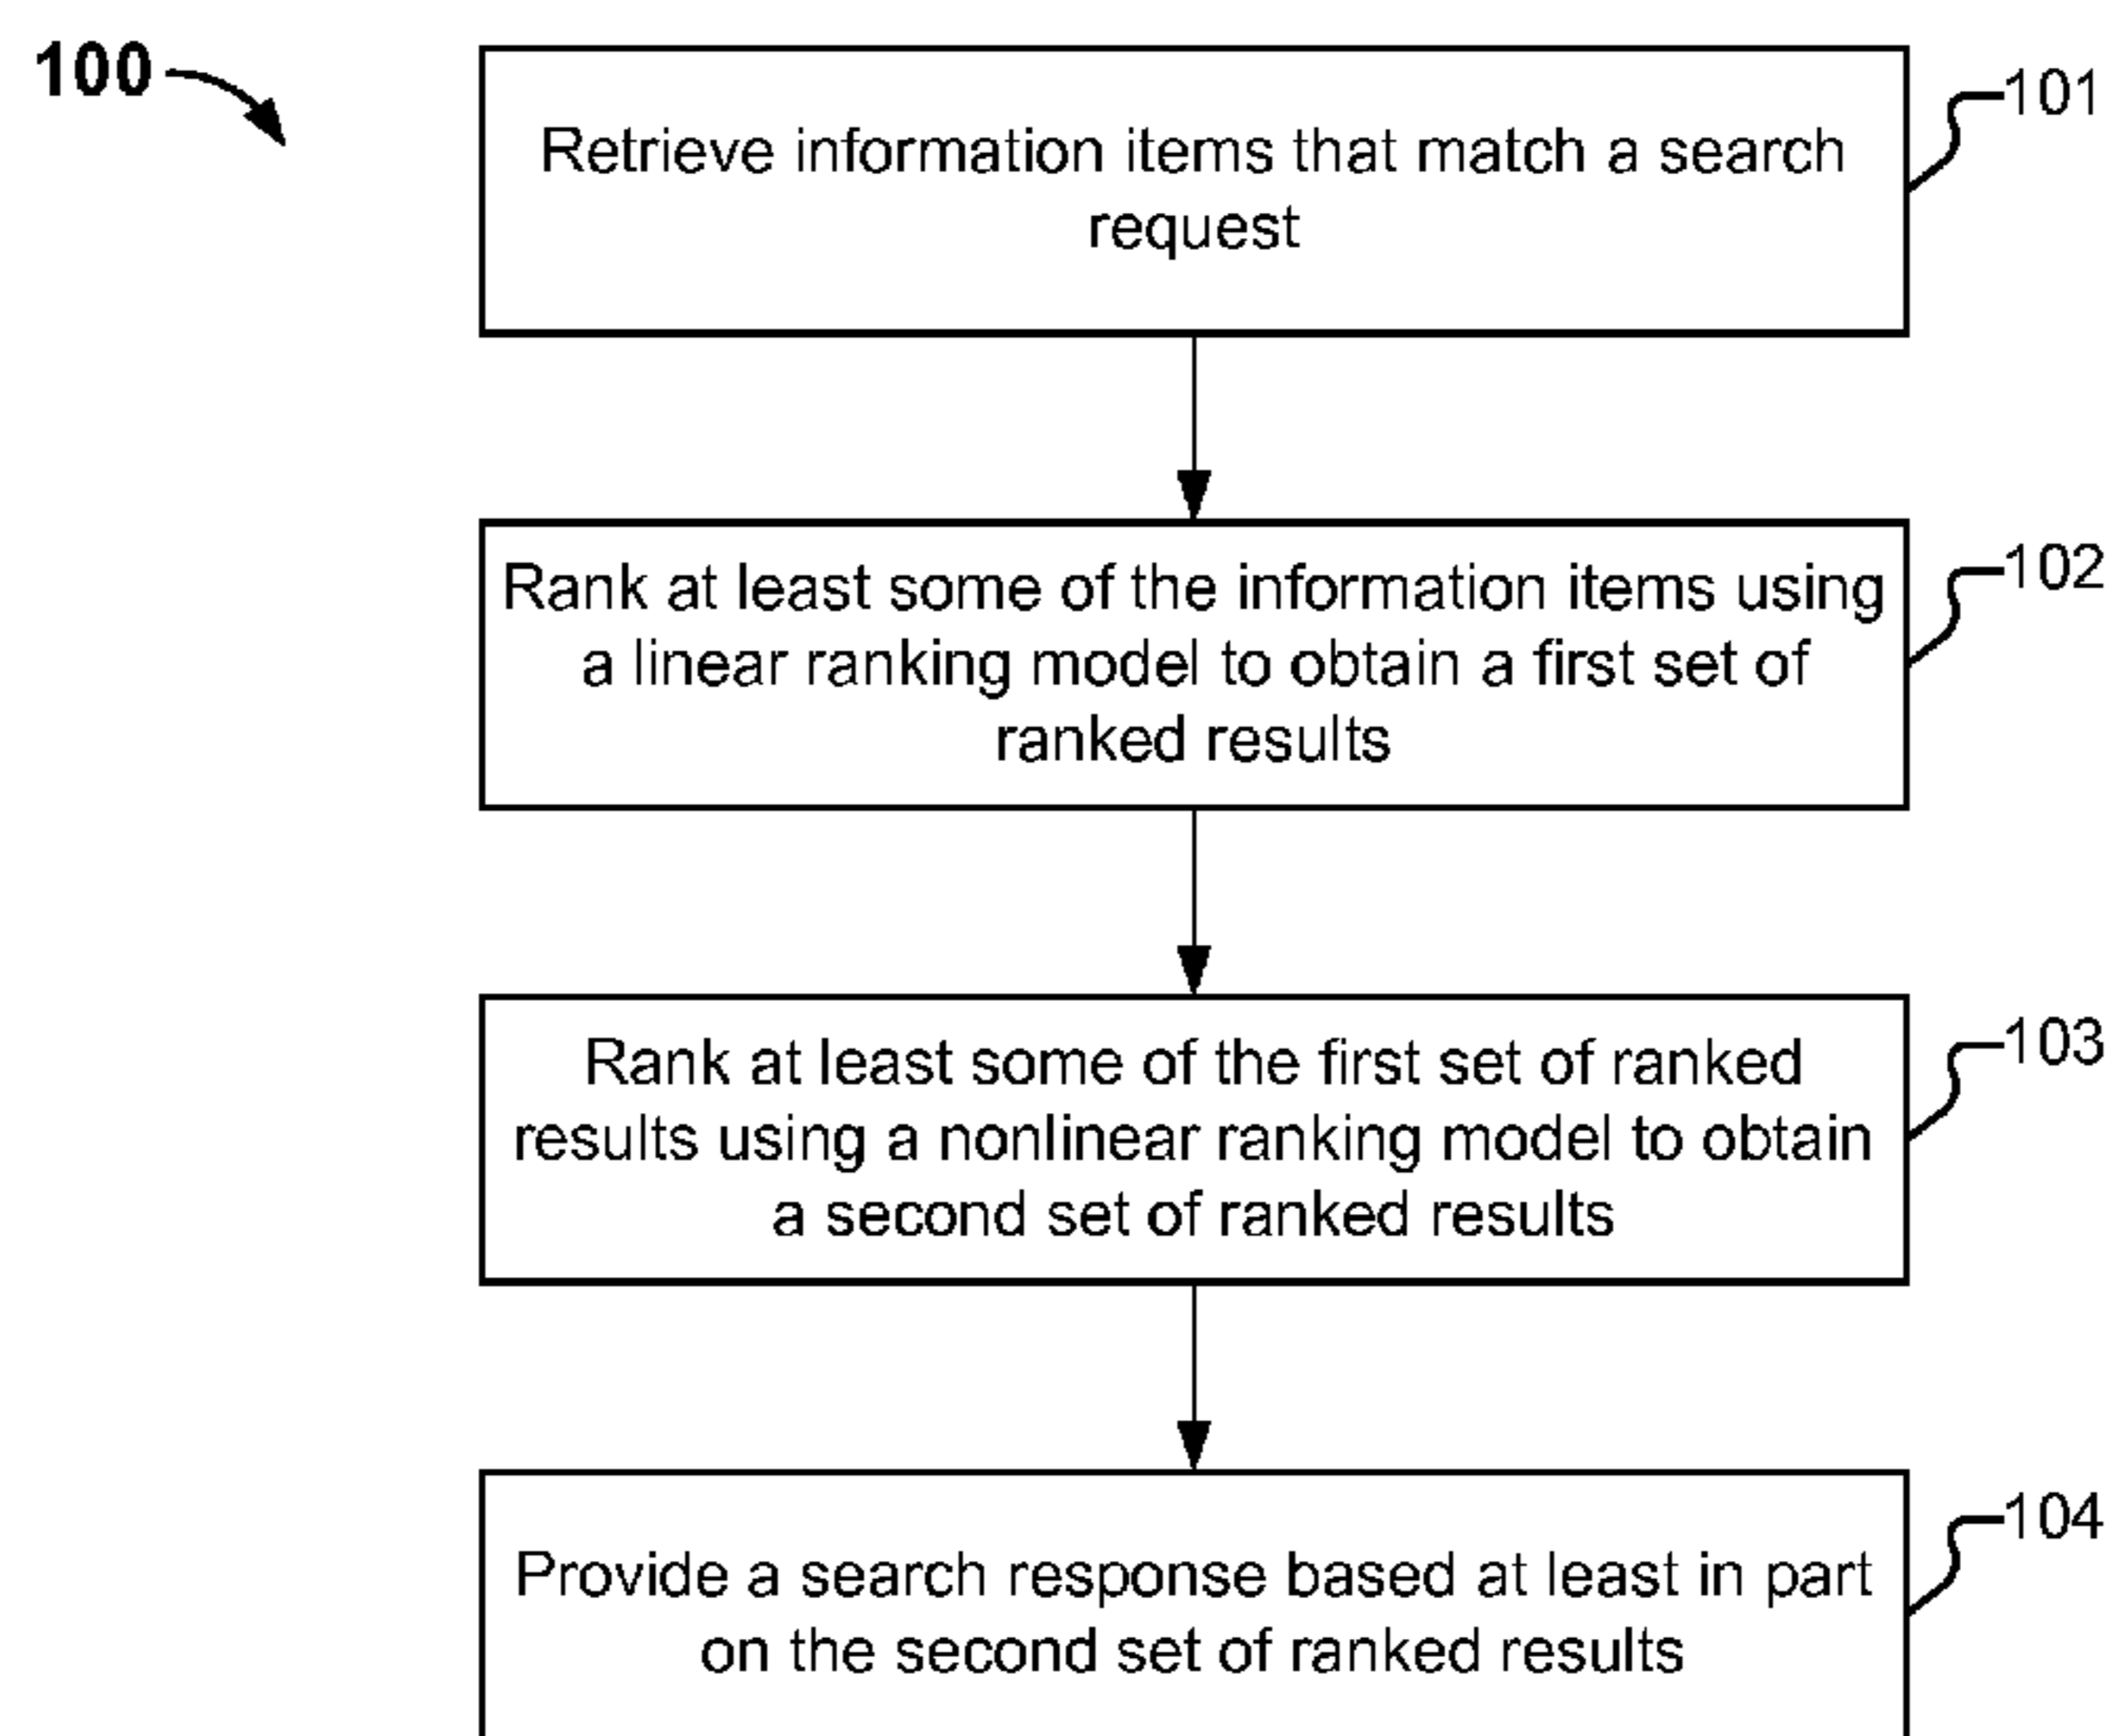 100
Retrieve information items that match a search
request
101
Rank at least some of the information items using
a linear ranking model to obtain a first set of
ranked results
102
Rank at least some of the first set of ranked
results using a nonlinear ranking model to obtain
a second set of ranked results
103
Provide a search response based at least in part
on the second set of ranked results
104